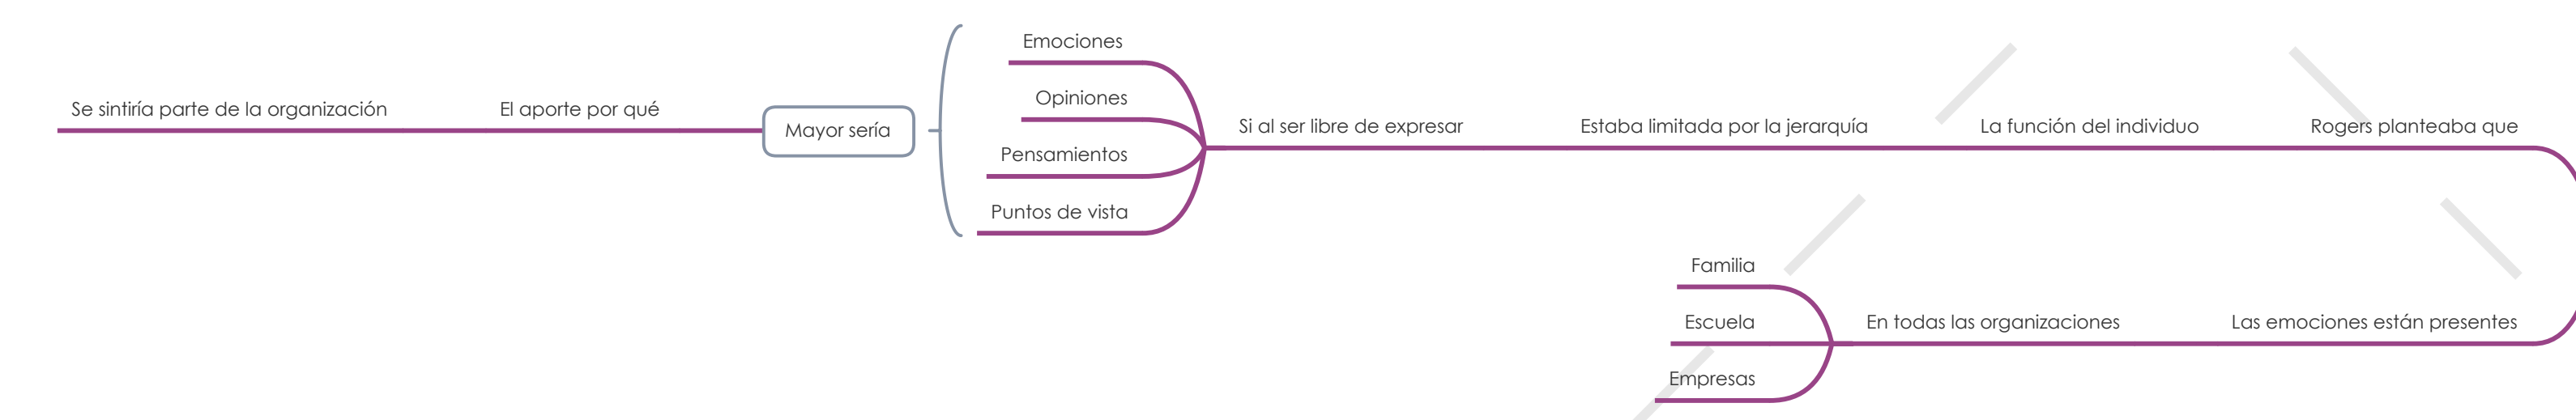 Emociones
Opiniones
Se sintiría parte de la organización
El aporte por qué
Mayor sería
Si al ser libre de expresar
Estaba limitada por la jerarquía
La función del individuo
Rogers planteaba que
Pensamientos
Puntos de vista
Familia
Escuela
En todas las organizaciones
Las emociones están presentes
Empresas